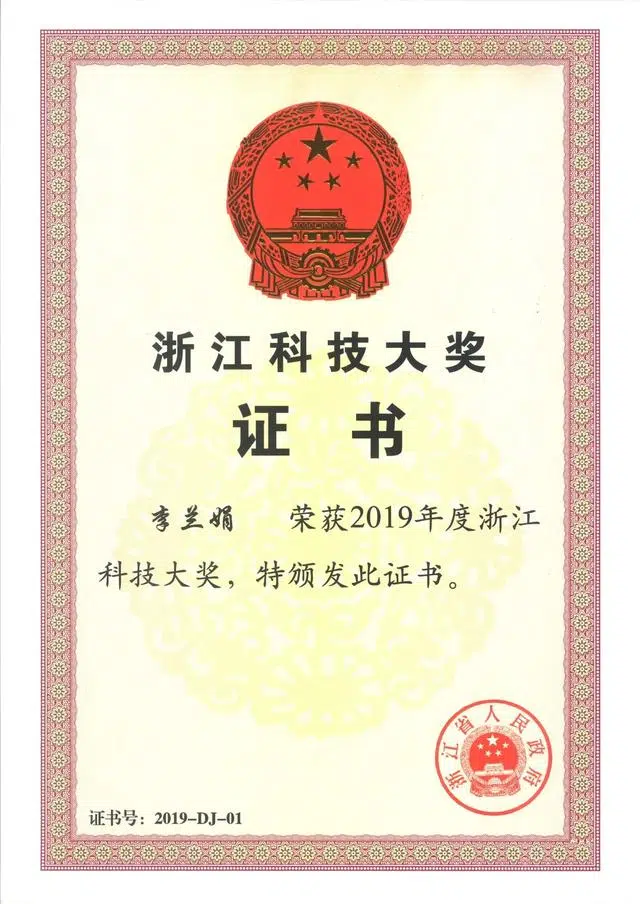 浙江科技大奖
证 书
李兰娟 荣获2019年度浙江
科技大奖，特颁发此证书。
浙江省人民政府
证书号：2019-DJ-01